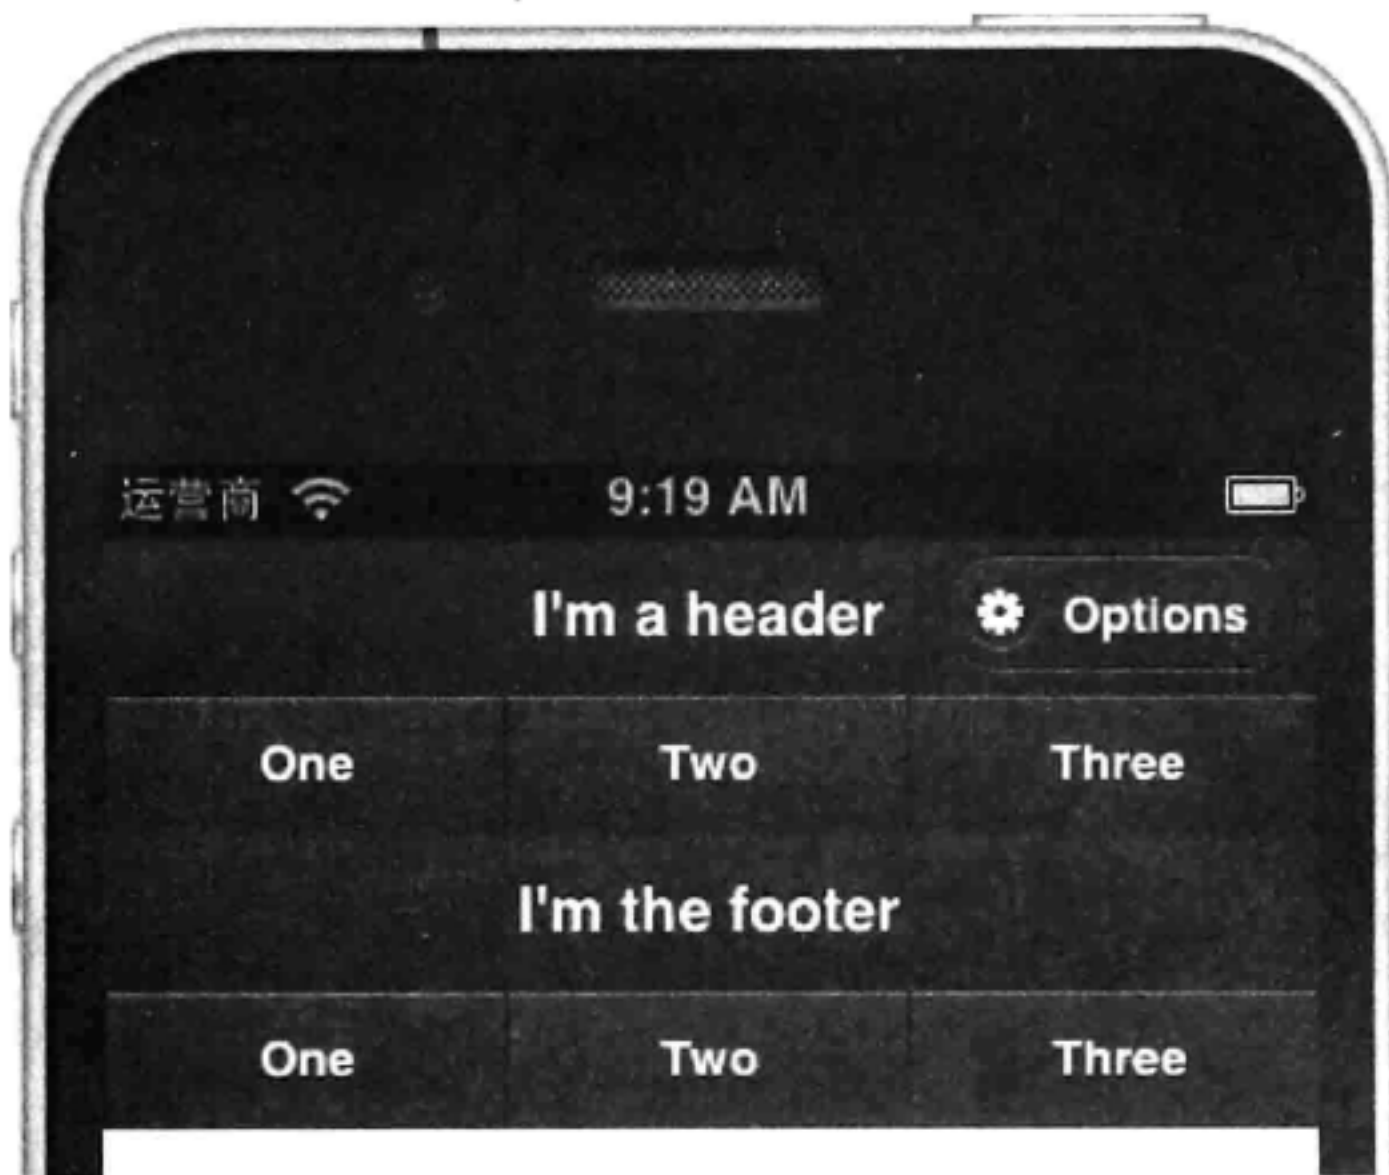 运营商 9:19 AM
I'm a header Options
One Two Three
I'm the footer
One Two Three